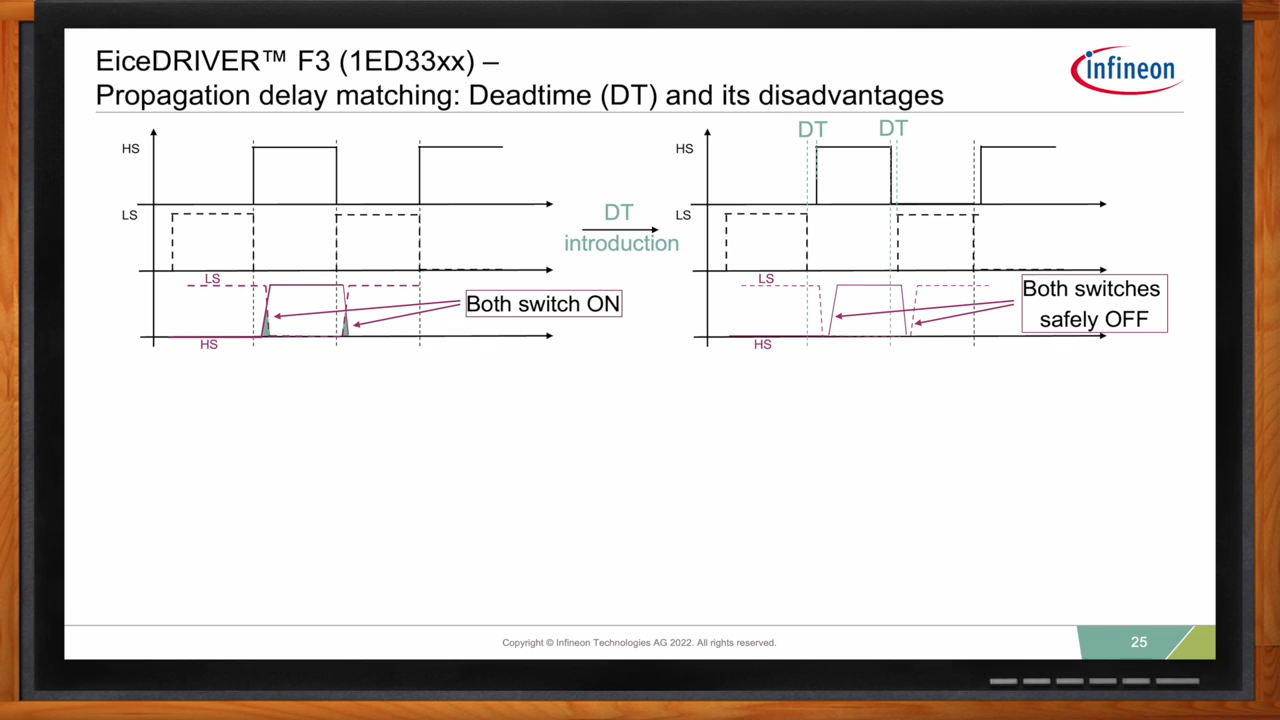 EiceDRIVER™ F3 (1ED33xx) –
Propagation delay matching: Deadtime (DT) and its disadvantages
infineon
HS
LS
LS
HS
Both switch ON
DT
introduction
DT DT
HS
LS
LS
HS
Both switches
safely OFF
Copyright © Infineon Technologies AG 2022. All rights reserved.
25